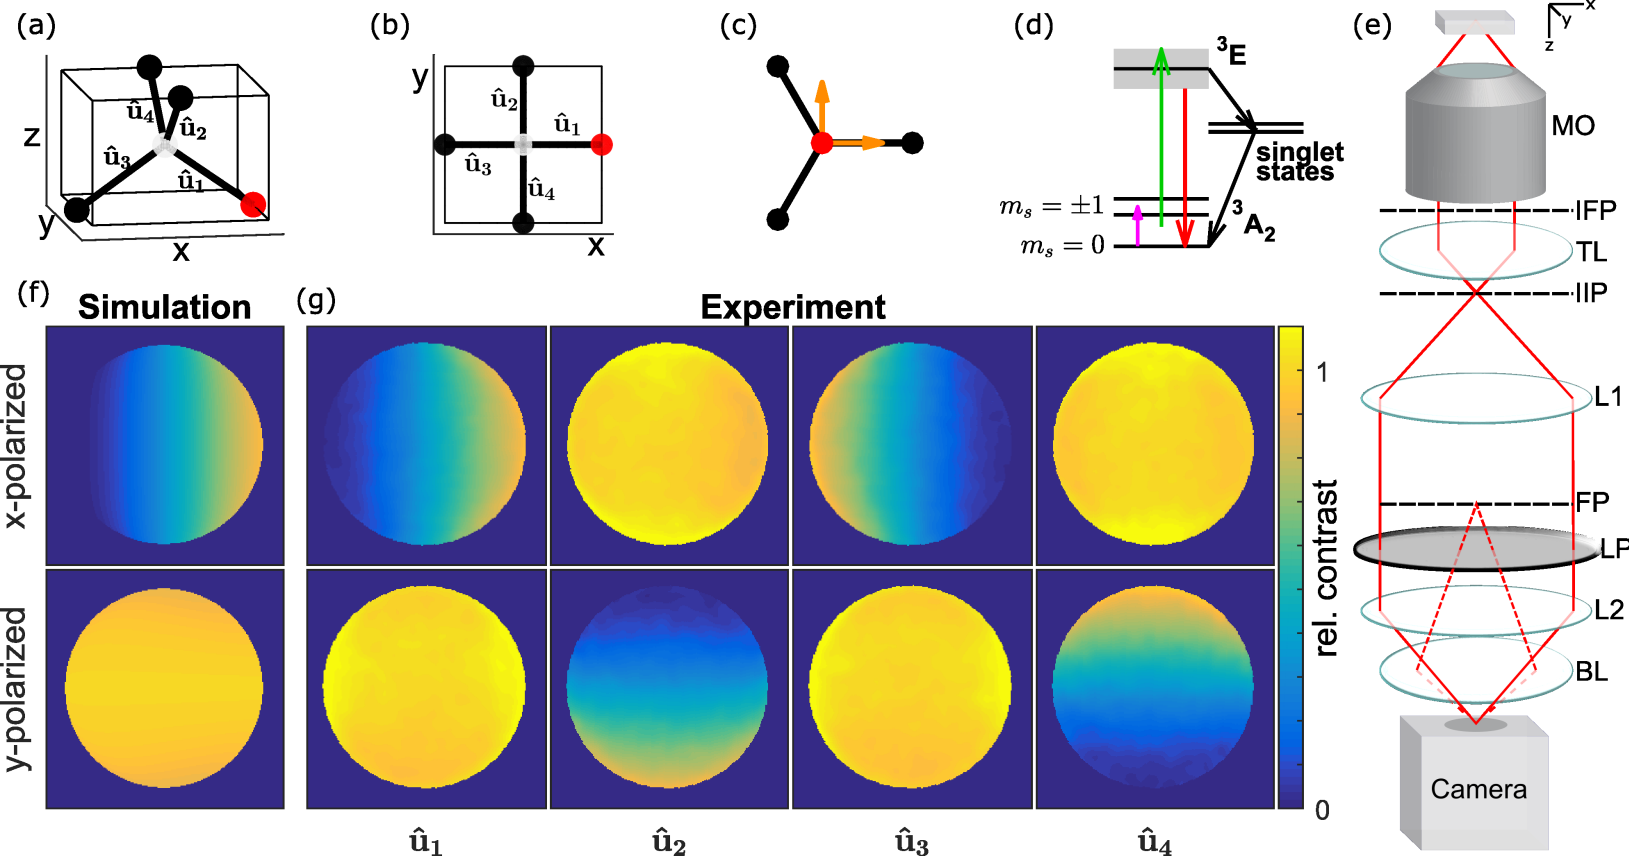 (a)
z
y
x
û₄
û₂
û₃
û₁
(b)
y
x
û₂
û₁
û₃
û₄
(c)
(d)
³E
singlet
states
mₛ = ±1
³A₂
mₛ = 0
(e)
x
y
z
MO
IFP
TL
IIP
L1
FP
LP
L2
BL
Camera
(f)
Simulation
(g)
Experiment
x-polarized
y-polarized
1
rel. contrast
0
û₁
û₂
û₃
û₄